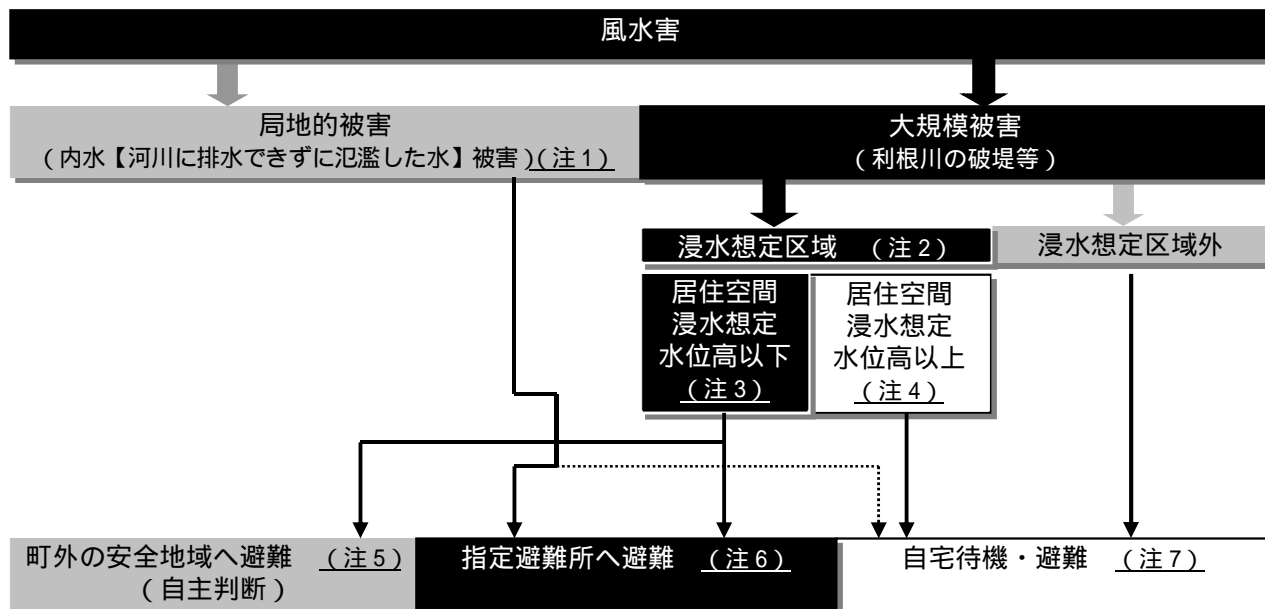 風水害
局地的被害
（内水【河川に排水できずに氾濫した水】被害）（注１）
大規模被害
（利根川の破堤等）
浸水想定区域　（注２）
浸水想定区域外
居住空間
浸水想定
水位高以下
（注３）
居住空間
浸水想定
水位高以上
（注４）
町外の安全地域へ避難　（注５）
（自主判断）
指定避難所へ避難　（注６）
自宅待機・避難　（注７）